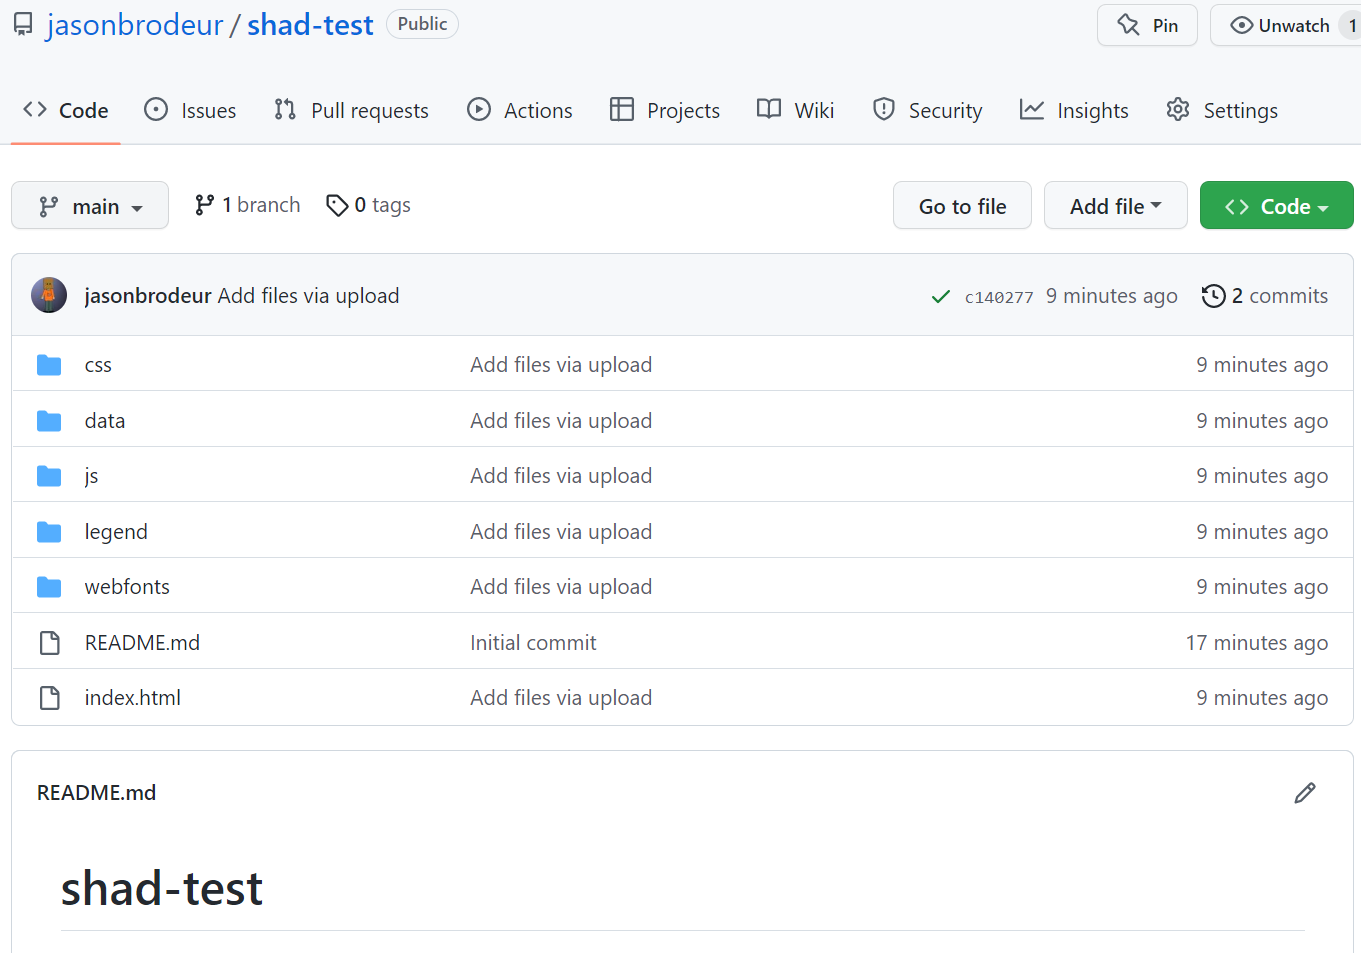 jasonbrodeur / shad-test Public Pin Unwatch 1
Code Issues Pull requests Actions Projects Wiki Security Insights Settings
main 1 branch 0 tags Go to file Add file Code
jasonbrodeur Add files via upload c140277 9 minutes ago 2 commits
css Add files via upload 9 minutes ago
data Add files via upload 9 minutes ago
js Add files via upload 9 minutes ago
legend Add files via upload 9 minutes ago
webfonts Add files via upload 9 minutes ago
README.md Initial commit 17 minutes ago
index.html Add files via upload 9 minutes ago
README.md
shad-test